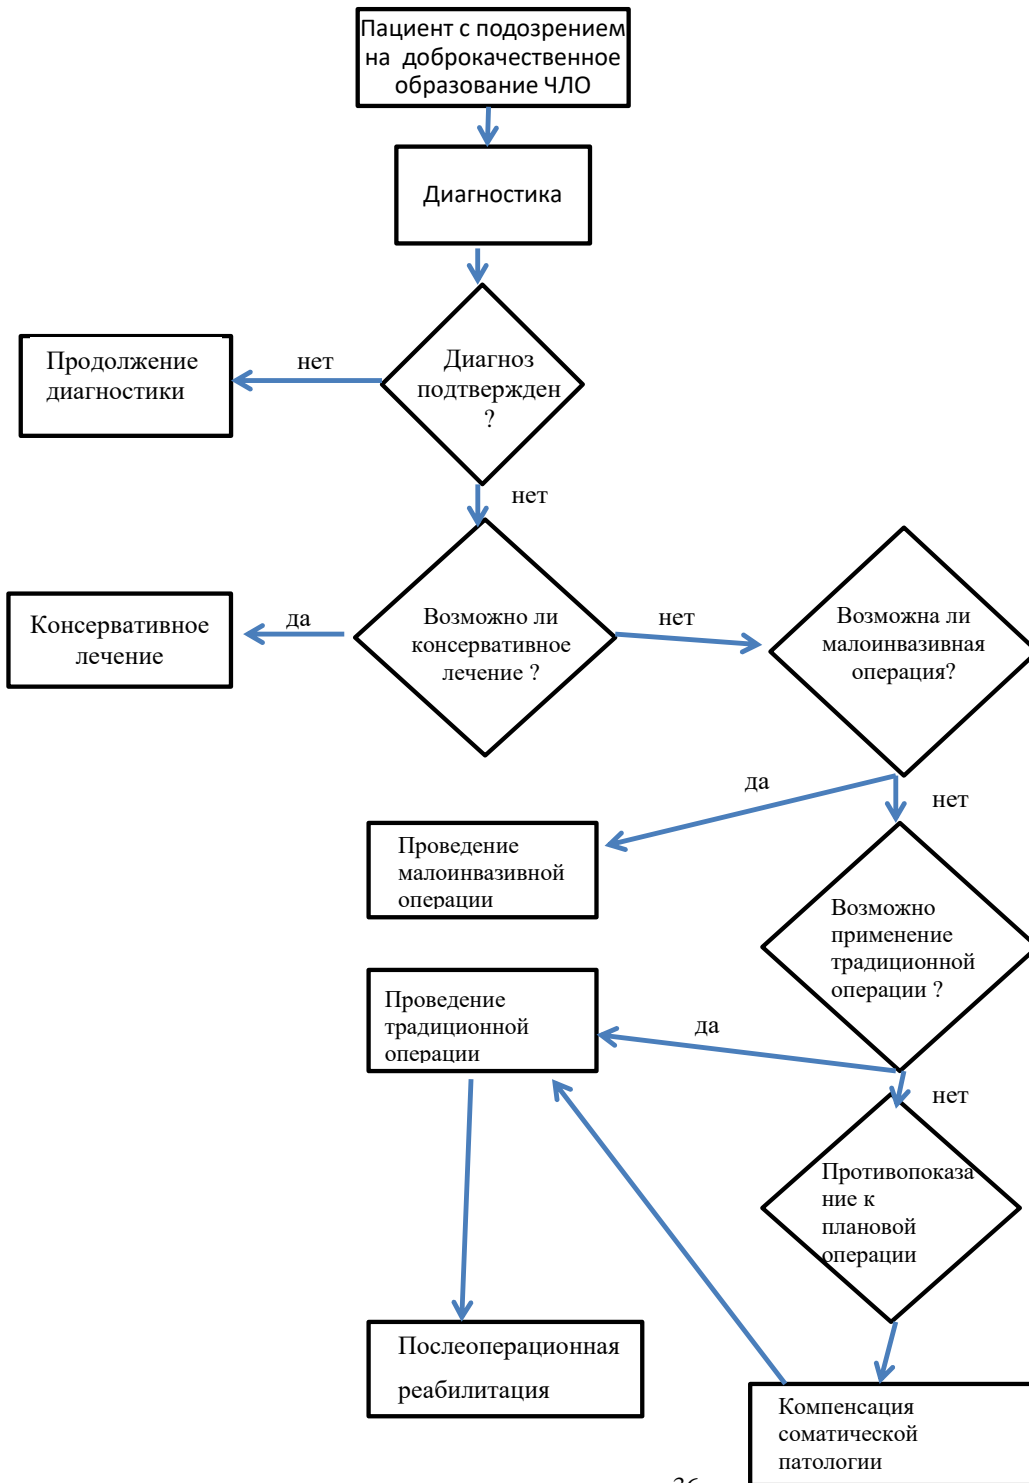 Пациент с подозрением
на доброкачественное
образование ЧЛО
Диагностика
Продолжение
диагностики
нет
Диагноз
подтвержден
?
нет
Консервативное
лечение
да
Возможно ли
консервативное
лечение ?
нет
Возможна ли
малоинвазивная
операция?
да
нет
Проведение
малоинвазивной
операции
Возможно
применение
традиционной
операции ?
Проведение
традиционной
операции
да
нет
Противопоказа
ние к
плановой
операции
Послеоперационная
реабилитация
Компенсация
соматической
патологии
36